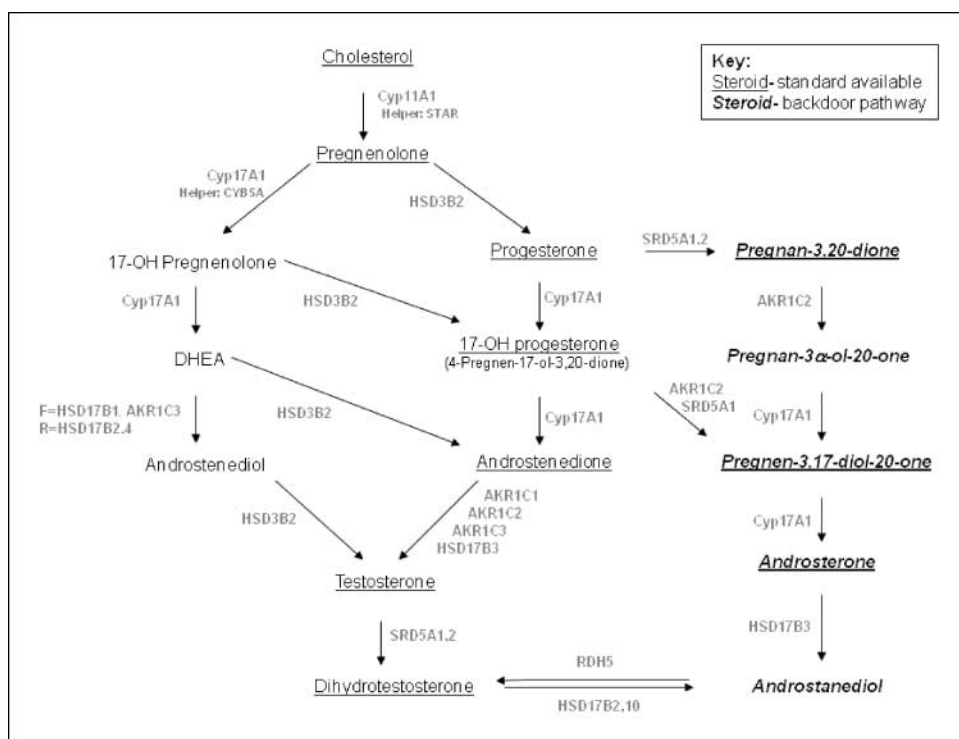 Cholesterol
Key:
Steroid- standard available
Steroid- backdoor pathway
Cyp11A1
Helper: STAR
Pregnenolone
Cyp17A1
Helper: CYB5A
HSD3B2
Progesterone
SRD5A1.2
Pregnan-3.20-dione
17-OH Pregnenolone
Cyp17A1
HSD3B2
Cyp17A1
AKR1C2
17-OH progesterone
(4-Pregnen-17-ol-3,20-dione)
Pregnan-3α-ol-20-one
DHEA
AKR1C2
SRD5A1
F=HSD17B1, AKR1C3
R=HSD17B2.4
HSD3B2
Cyp17A1
Cyp17A1
Androstenediol
Androstenedione
Pregnen-3.17-diol-20-one
HSD3B2
AKR1C1
AKR1C2
AKR1C3
HSD17B3
Cyp17A1
Testosterone
Androsterone
SRD5A1.2
HSD17B3
RDH5
Dihydrotestosterone
Androstanediol
HSD17B2,10